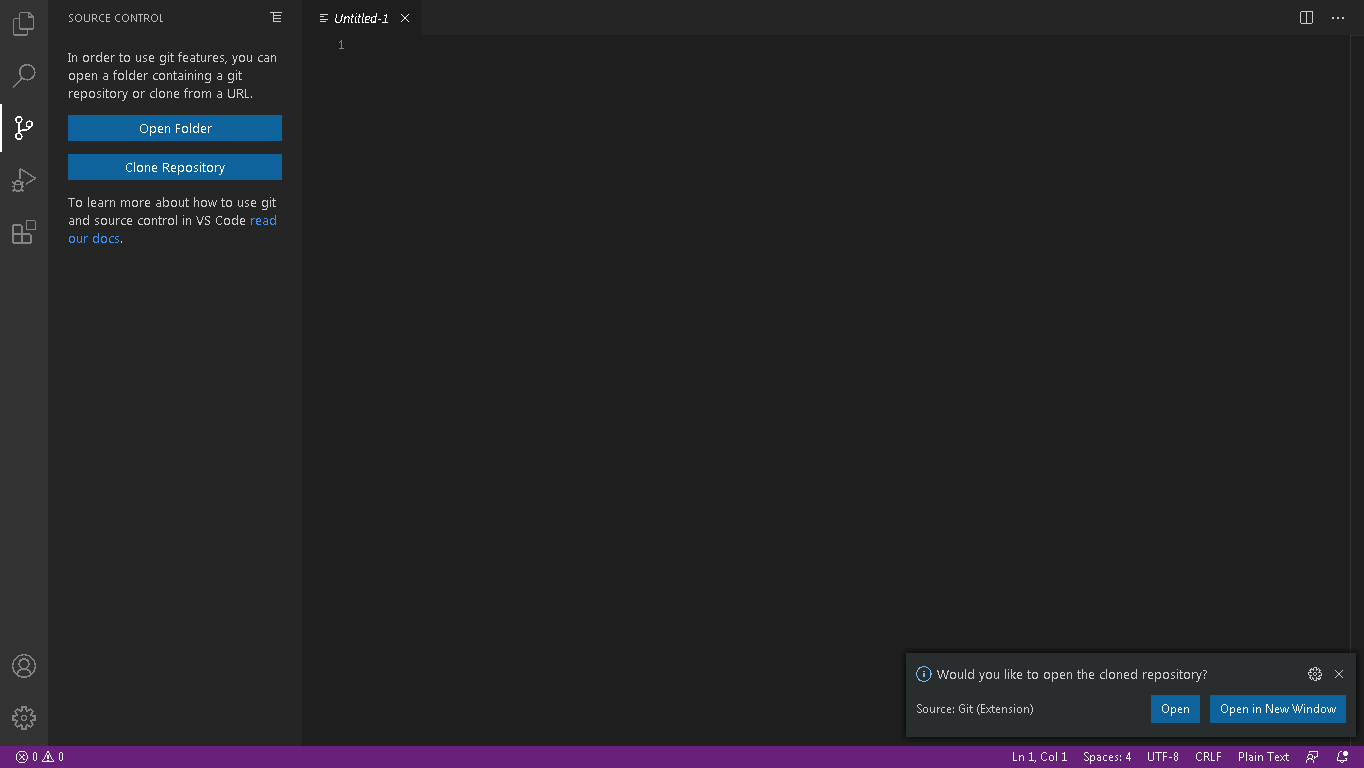 SOURCE CONTROL
Untitled-1
1
In order to use git features, you can
open a folder containing a git
repository or clone from a URL.
Open Folder
Clone Repository
To learn more about how to use git
and source control in VS Code read
our docs.
Would you like to open the cloned repository?
Source: Git (Extension)
Open
Open in New Window
0 0
Ln 1, Col 1
Spaces: 4
UTF-8
CRLF
Plain Text